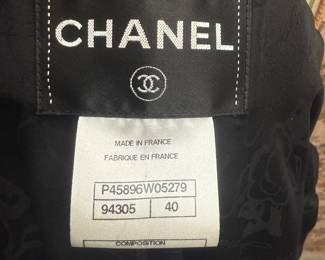 CHANEL
MADE IN FRANCE
FABRIQUE EN FRANCE
P45896W05279
94305 40
COMPOSITION